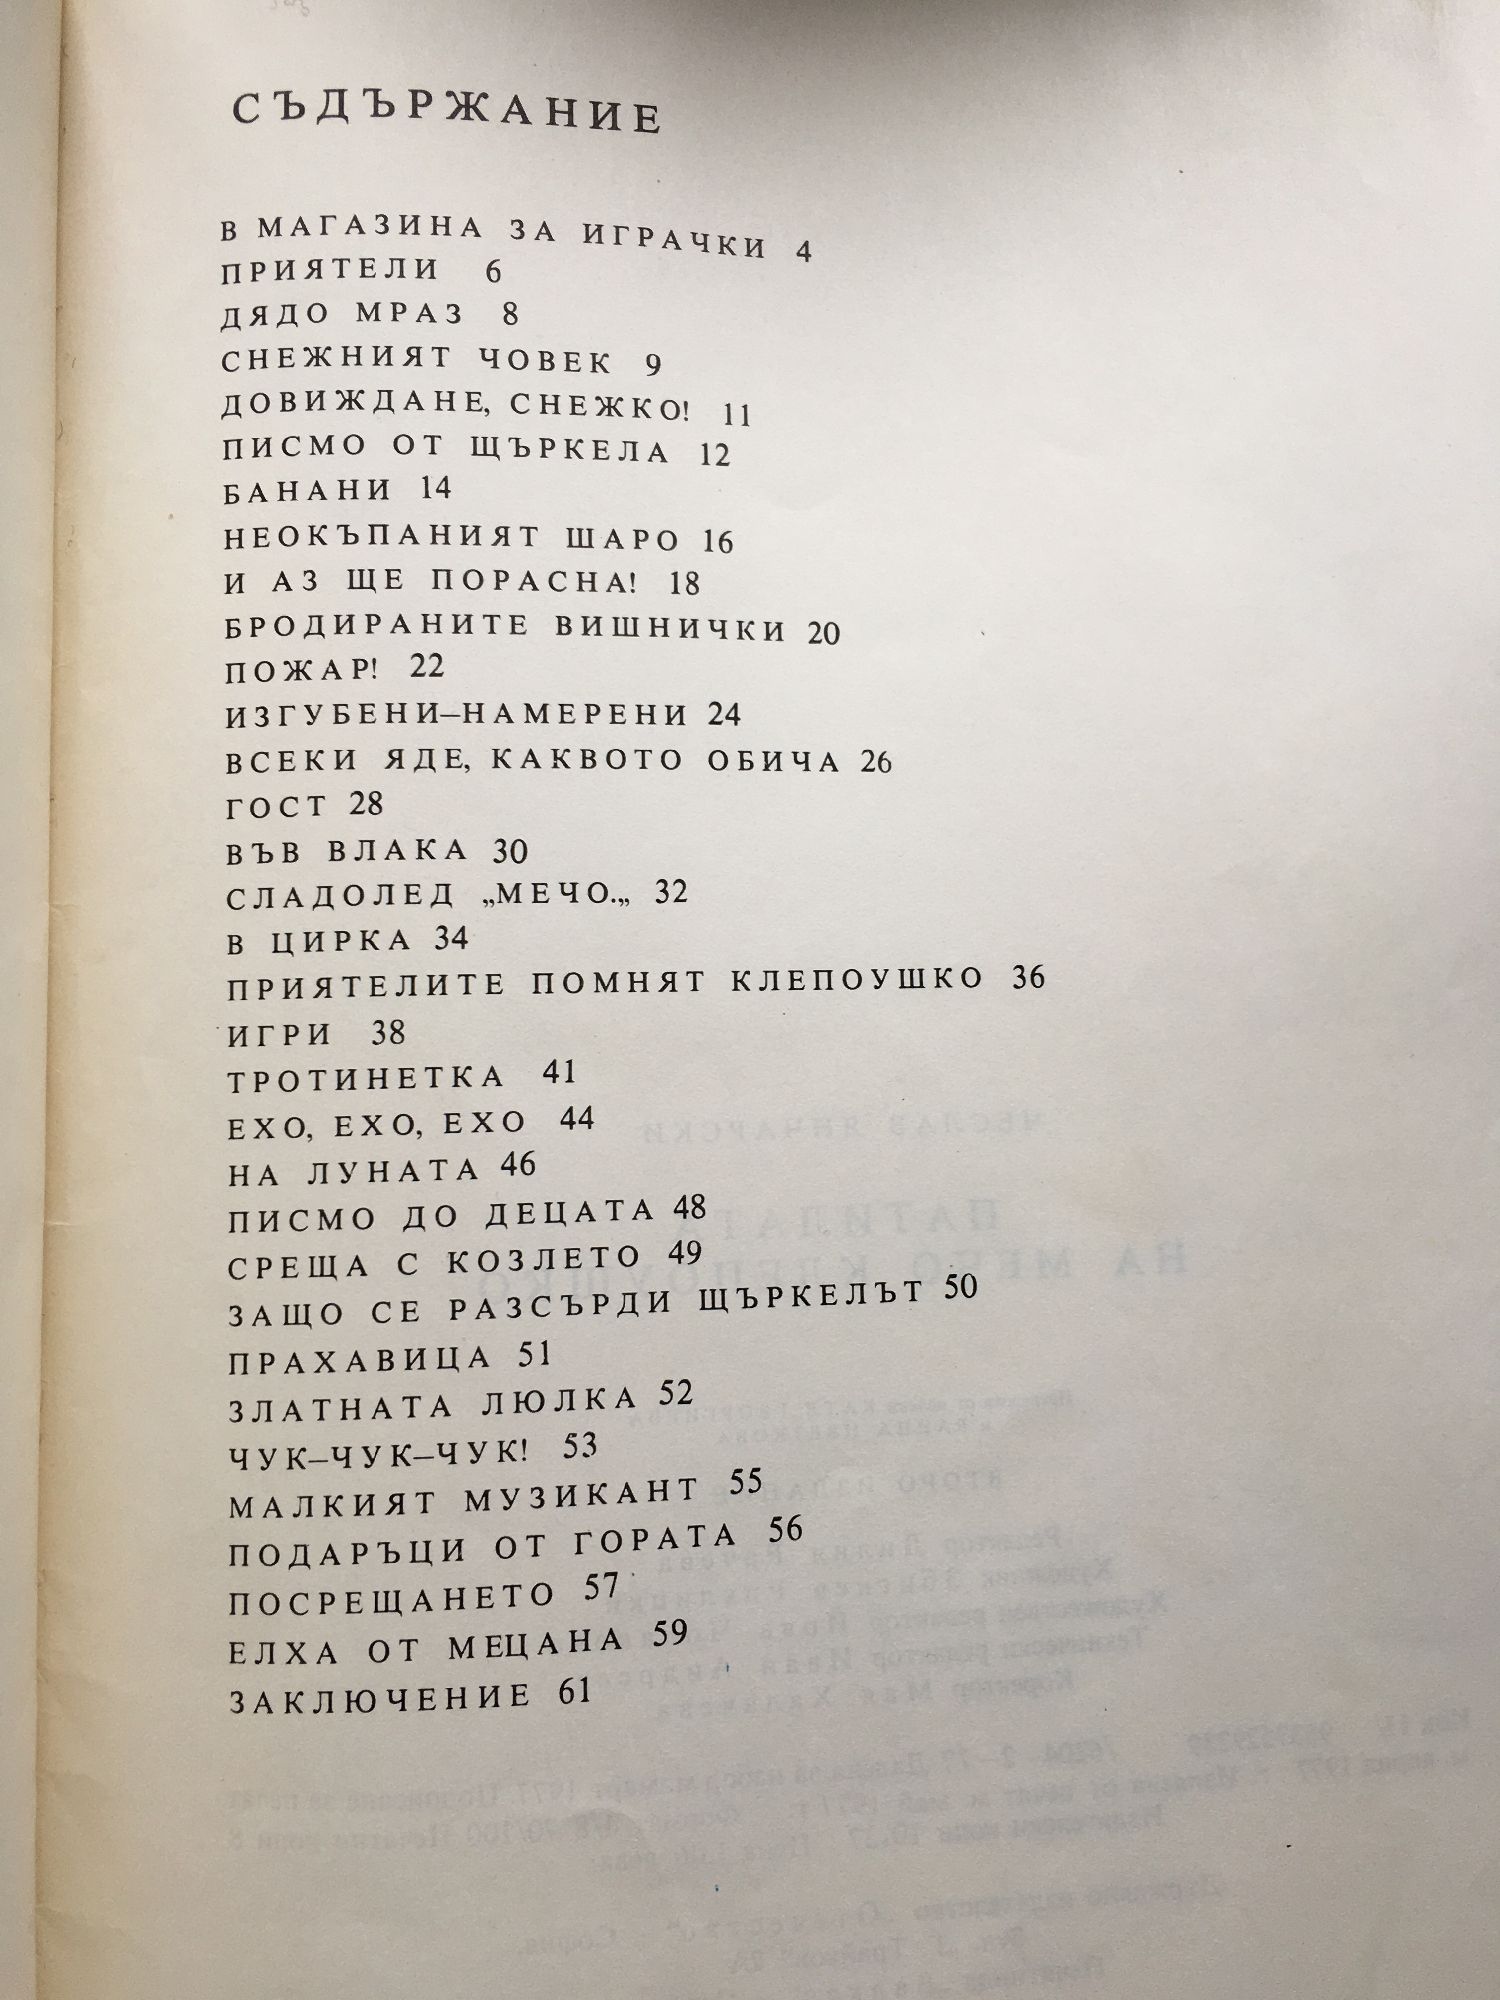 СЪДЪРЖАНИЕ
В МАГАЗИНА ЗА ИГРАЧКИ 4
ПРИЯТЕЛИ 6
ДЯДО МРАЗ 8
СНЕЖНИЯТ ЧОВЕК 9
ДОВИЖДАНЕ, СНЕЖКО! 11
ПИСМО ОТ ЩЪРКЕЛА 12
БАНАНИ 14
НЕОКЪПАНИЯТ ШАРО 16
И АЗ ЩЕ ПОРАСНА! 18
БРОДИРАНИТЕ ВИШНИЧКИ 20
ПОЖАР! 22
ИЗГУБЕНИ–НАМЕРЕНИ 24
ВСЕКИ ЯДЕ, КАКВОТО ОБИЧА 26
ГОСТ 28
ВЪВ ВЛАКА 30
СЛАДОЛЕД „МЕЧО.„ 32
В ЦИРКА 34
ПРИЯТЕЛИТЕ ПОМНЯТ КЛЕПОУШКО 36
ИГРИ 38
ТРОТИНЕТКА 41
ЕХО, ЕХО, ЕХО 44
НА ЛУНАТА 46
ПИСМО ДО ДЕЦАТА 48
СРЕЩА С КОЗЛЕТО 49
ЗАЩО СЕ РАЗСЪРДИ ЩЪРКЕЛЪТ 50
ПРАХАВИЦА 51
ЗЛАТНАТА ЛЮЛКА 52
ЧУК–ЧУК–ЧУК! 53
МАЛКИЯТ МУЗИКАНТ 55
ПОДАРЪЦИ ОТ ГОРАТА 56
ПОСРЕЩАНЕТО 57
ЕЛХА ОТ МЕЦАНА 59
ЗАКЛЮЧЕНИЕ 61